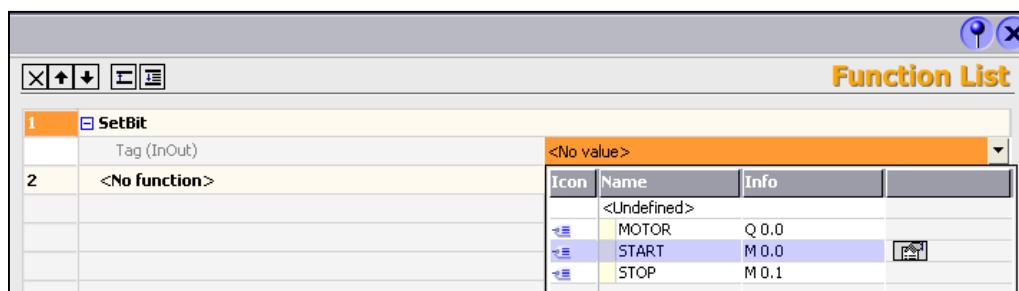 Function List
1 SetBit
Tag (InOut) <No value>
2 <No function>
Icon Name Info
<Undefined>
MOTOR Q 0.0
START M 0.0
STOP M 0.1